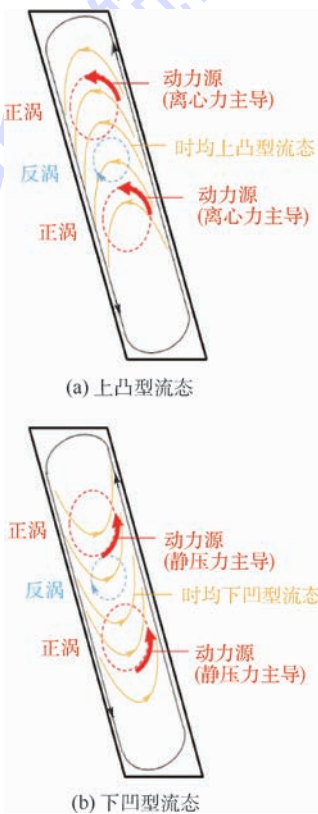 动力源
(离心力主导)
正涡
时均上凸型流态
反涡
动力源
(离心力主导)
正涡
(a) 上凸型流态
正涡
动力源
(静压力主导)
反涡
时均下凹型流态
正涡
动力源
(静压力主导)
(b) 下凹型流态